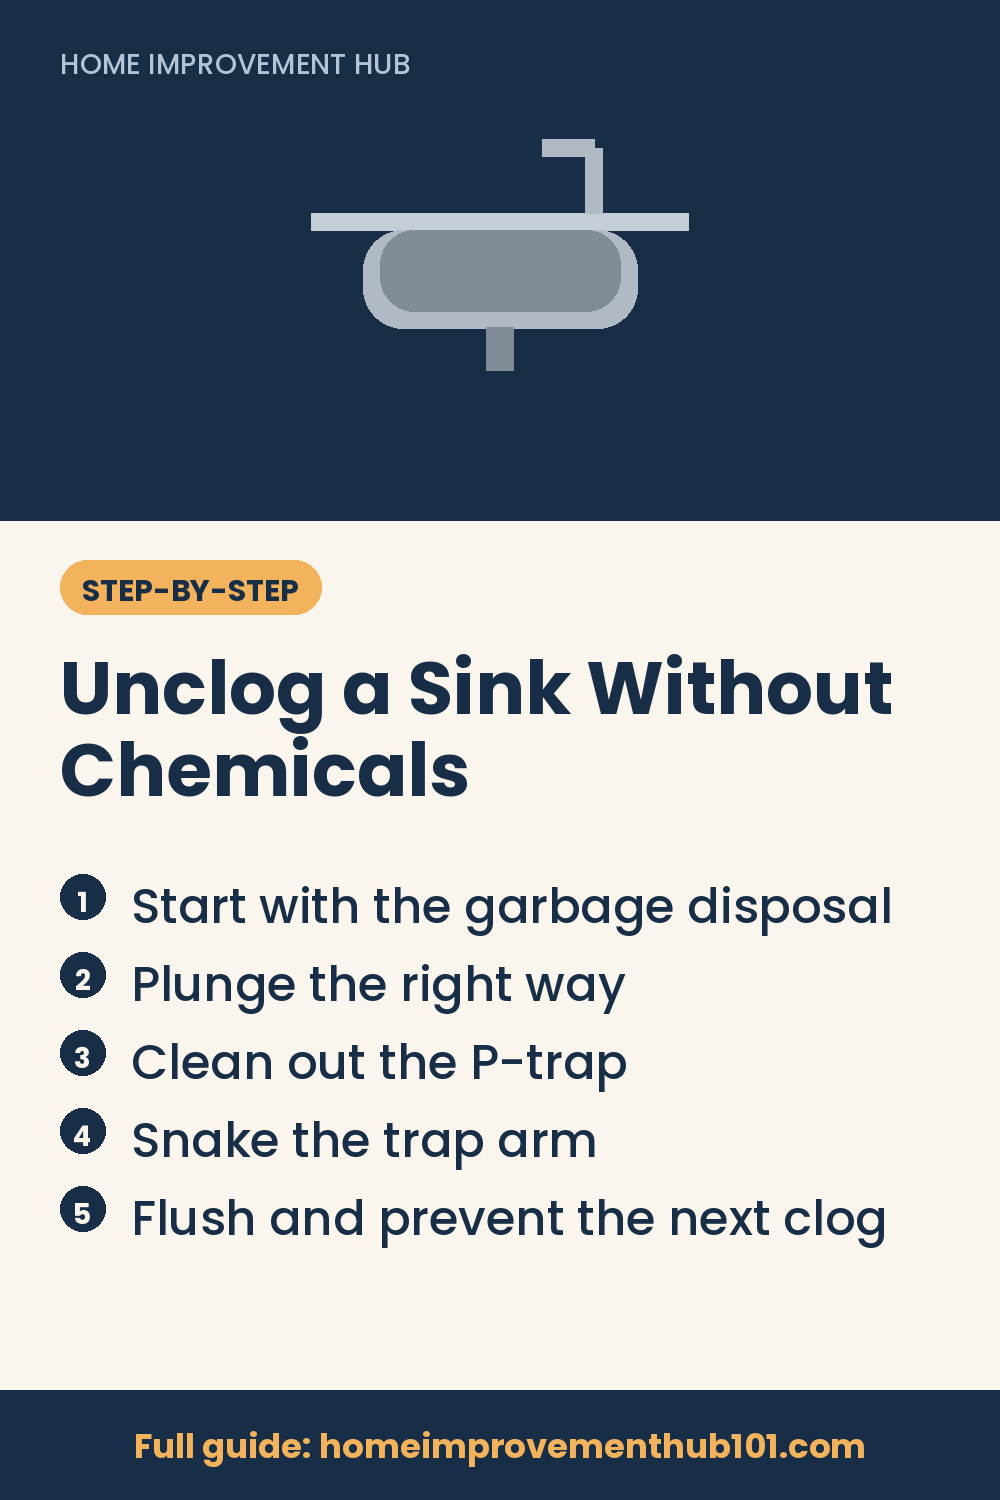 HOME IMPROVEMENT HUB
STEP-BY-STEP
Unclog a Sink Without
Chemicals
1 Start with the garbage disposal
2 Plunge the right way
3 Clean out the P-trap
4 Snake the trap arm
5 Flush and prevent the next clog
Full guide: homeimprovementhub101.com